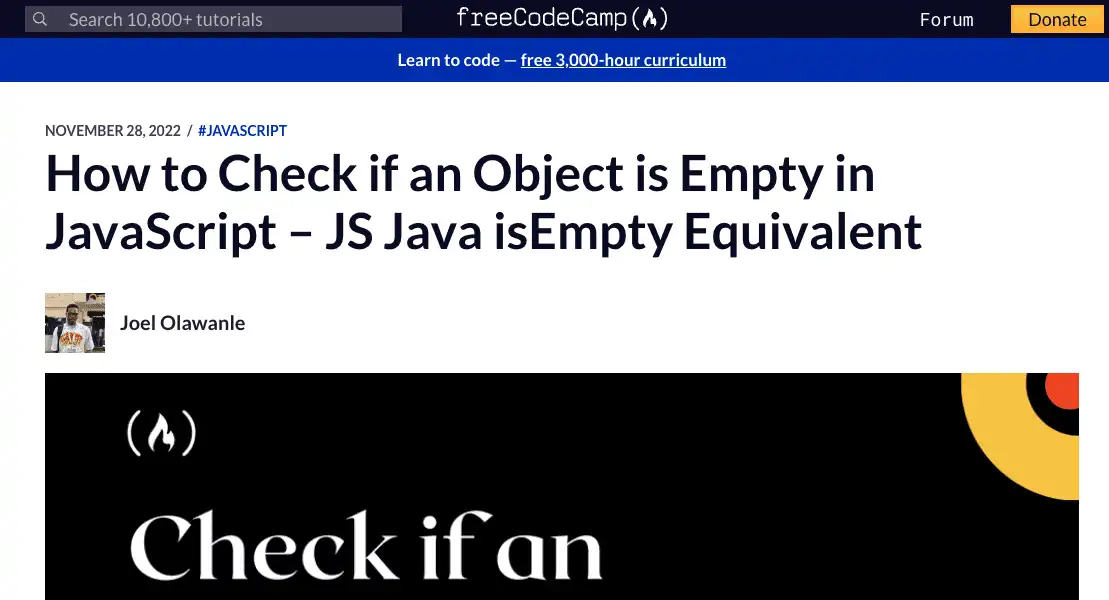 Search 10,800+ tutorials
freeCodeCamp(🔥)
Forum
Donate
Learn to code — free 3,000-hour curriculum
NOVEMBER 28, 2022 / #JAVASCRIPT
How to Check if an Object is Empty in
JavaScript – JS Java isEmpty Equivalent
Joel Olawanle
Check if an